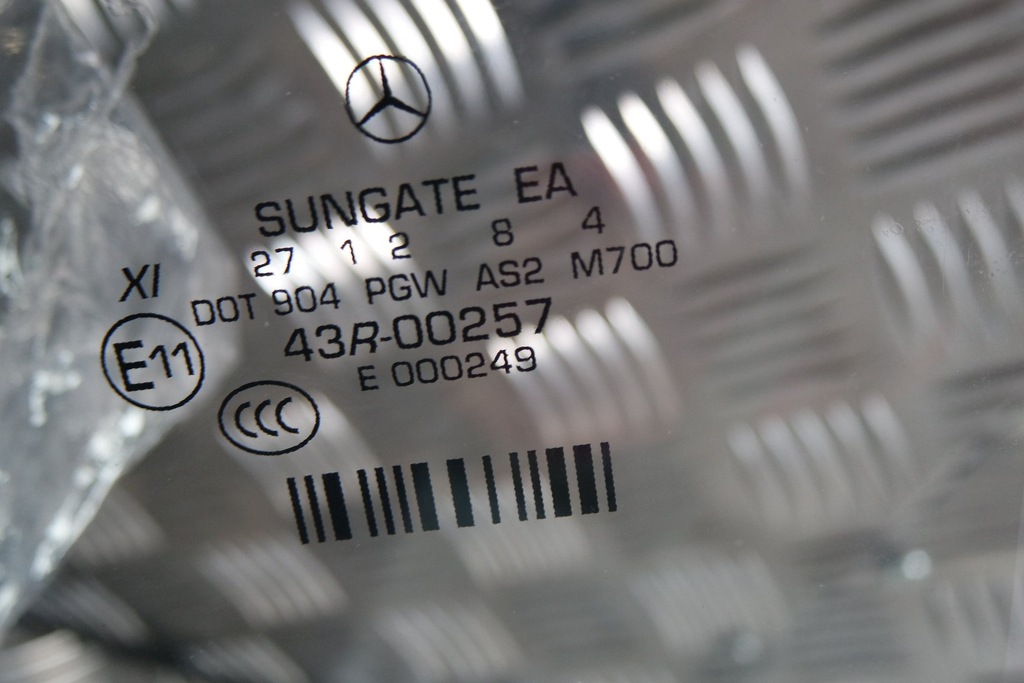 SUNGATE EA
27 1 2 8 4
XI
DOT 904 PGW AS2 M700
43R-00257
E11
E 000249
CCC